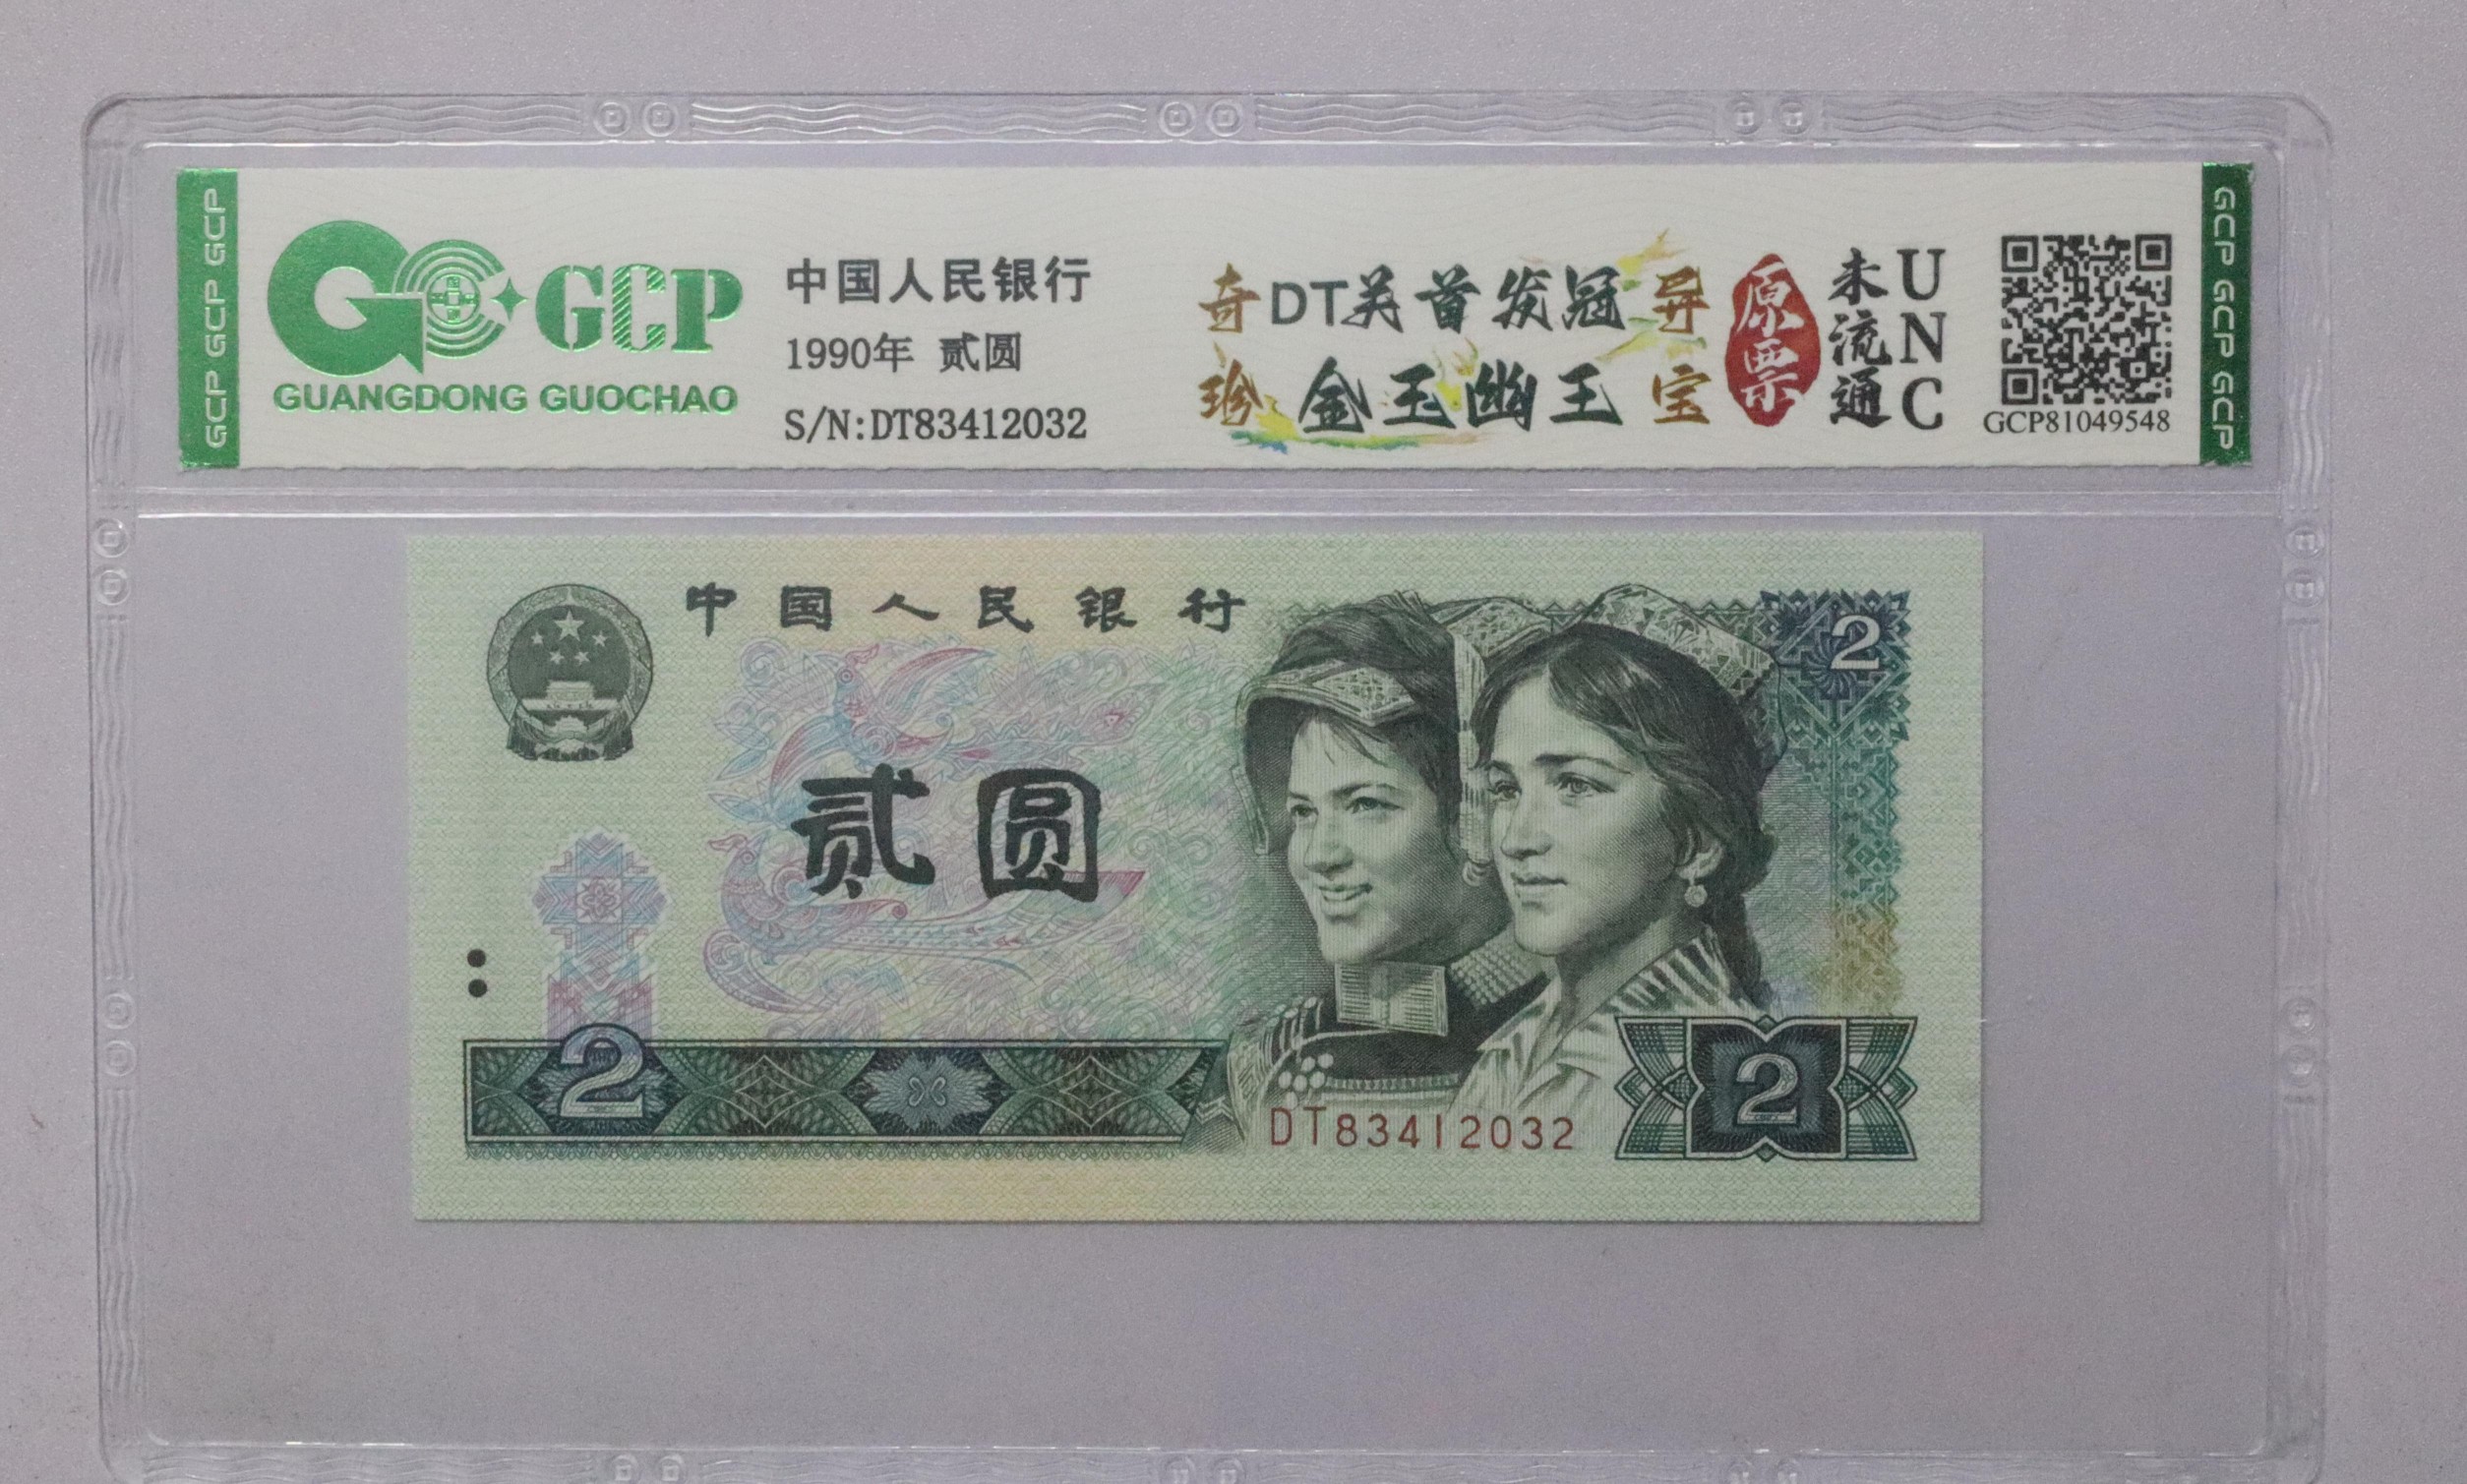 GCP GCP GCP
GCP
GUANGDONG GUOCHAO
中国人民银行
1990年 贰圆
S/N:DT83412032
奇DT关首发冠异
珍金玉幽王宝
原票
未流通
UNC
GCP81049548
GCP GCP GCP
中国人民银行
2
贰圆
2
DT83412032
2